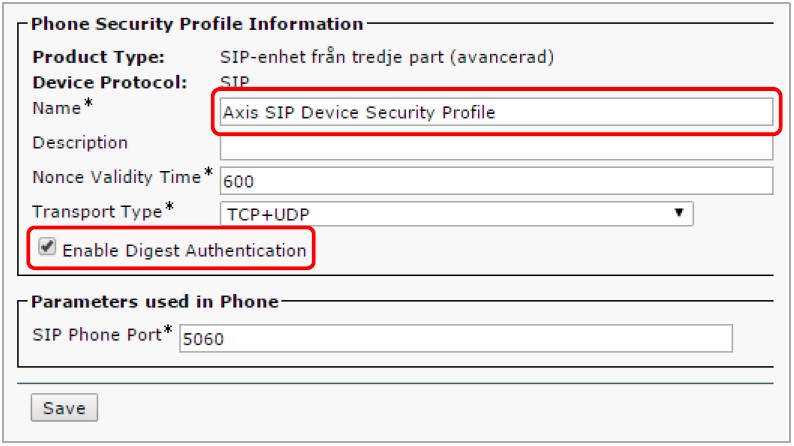 Phone Security Profile Information
Product Type: SIP-enhet från tredje part (avancerad)
Device Protocol: SIP
Name* Axis SIP Device Security Profile
Description
Nonce Validity Time* 600
Transport Type* TCP+UDP
Enable Digest Authentication
Parameters used in Phone
SIP Phone Port* 5060
Save